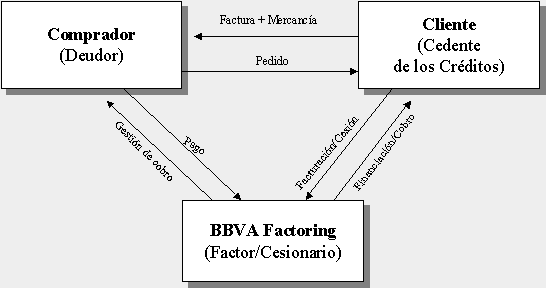 Comprador
(Deudor)
Factura + Mercancía
Pedido
Cliente
(Cedente
de los Créditos)
Gestión de cobro
Pago
Facturación/Cesión
Financiación/Cobro
BBVA Factoring
(Factor/Cesionario)